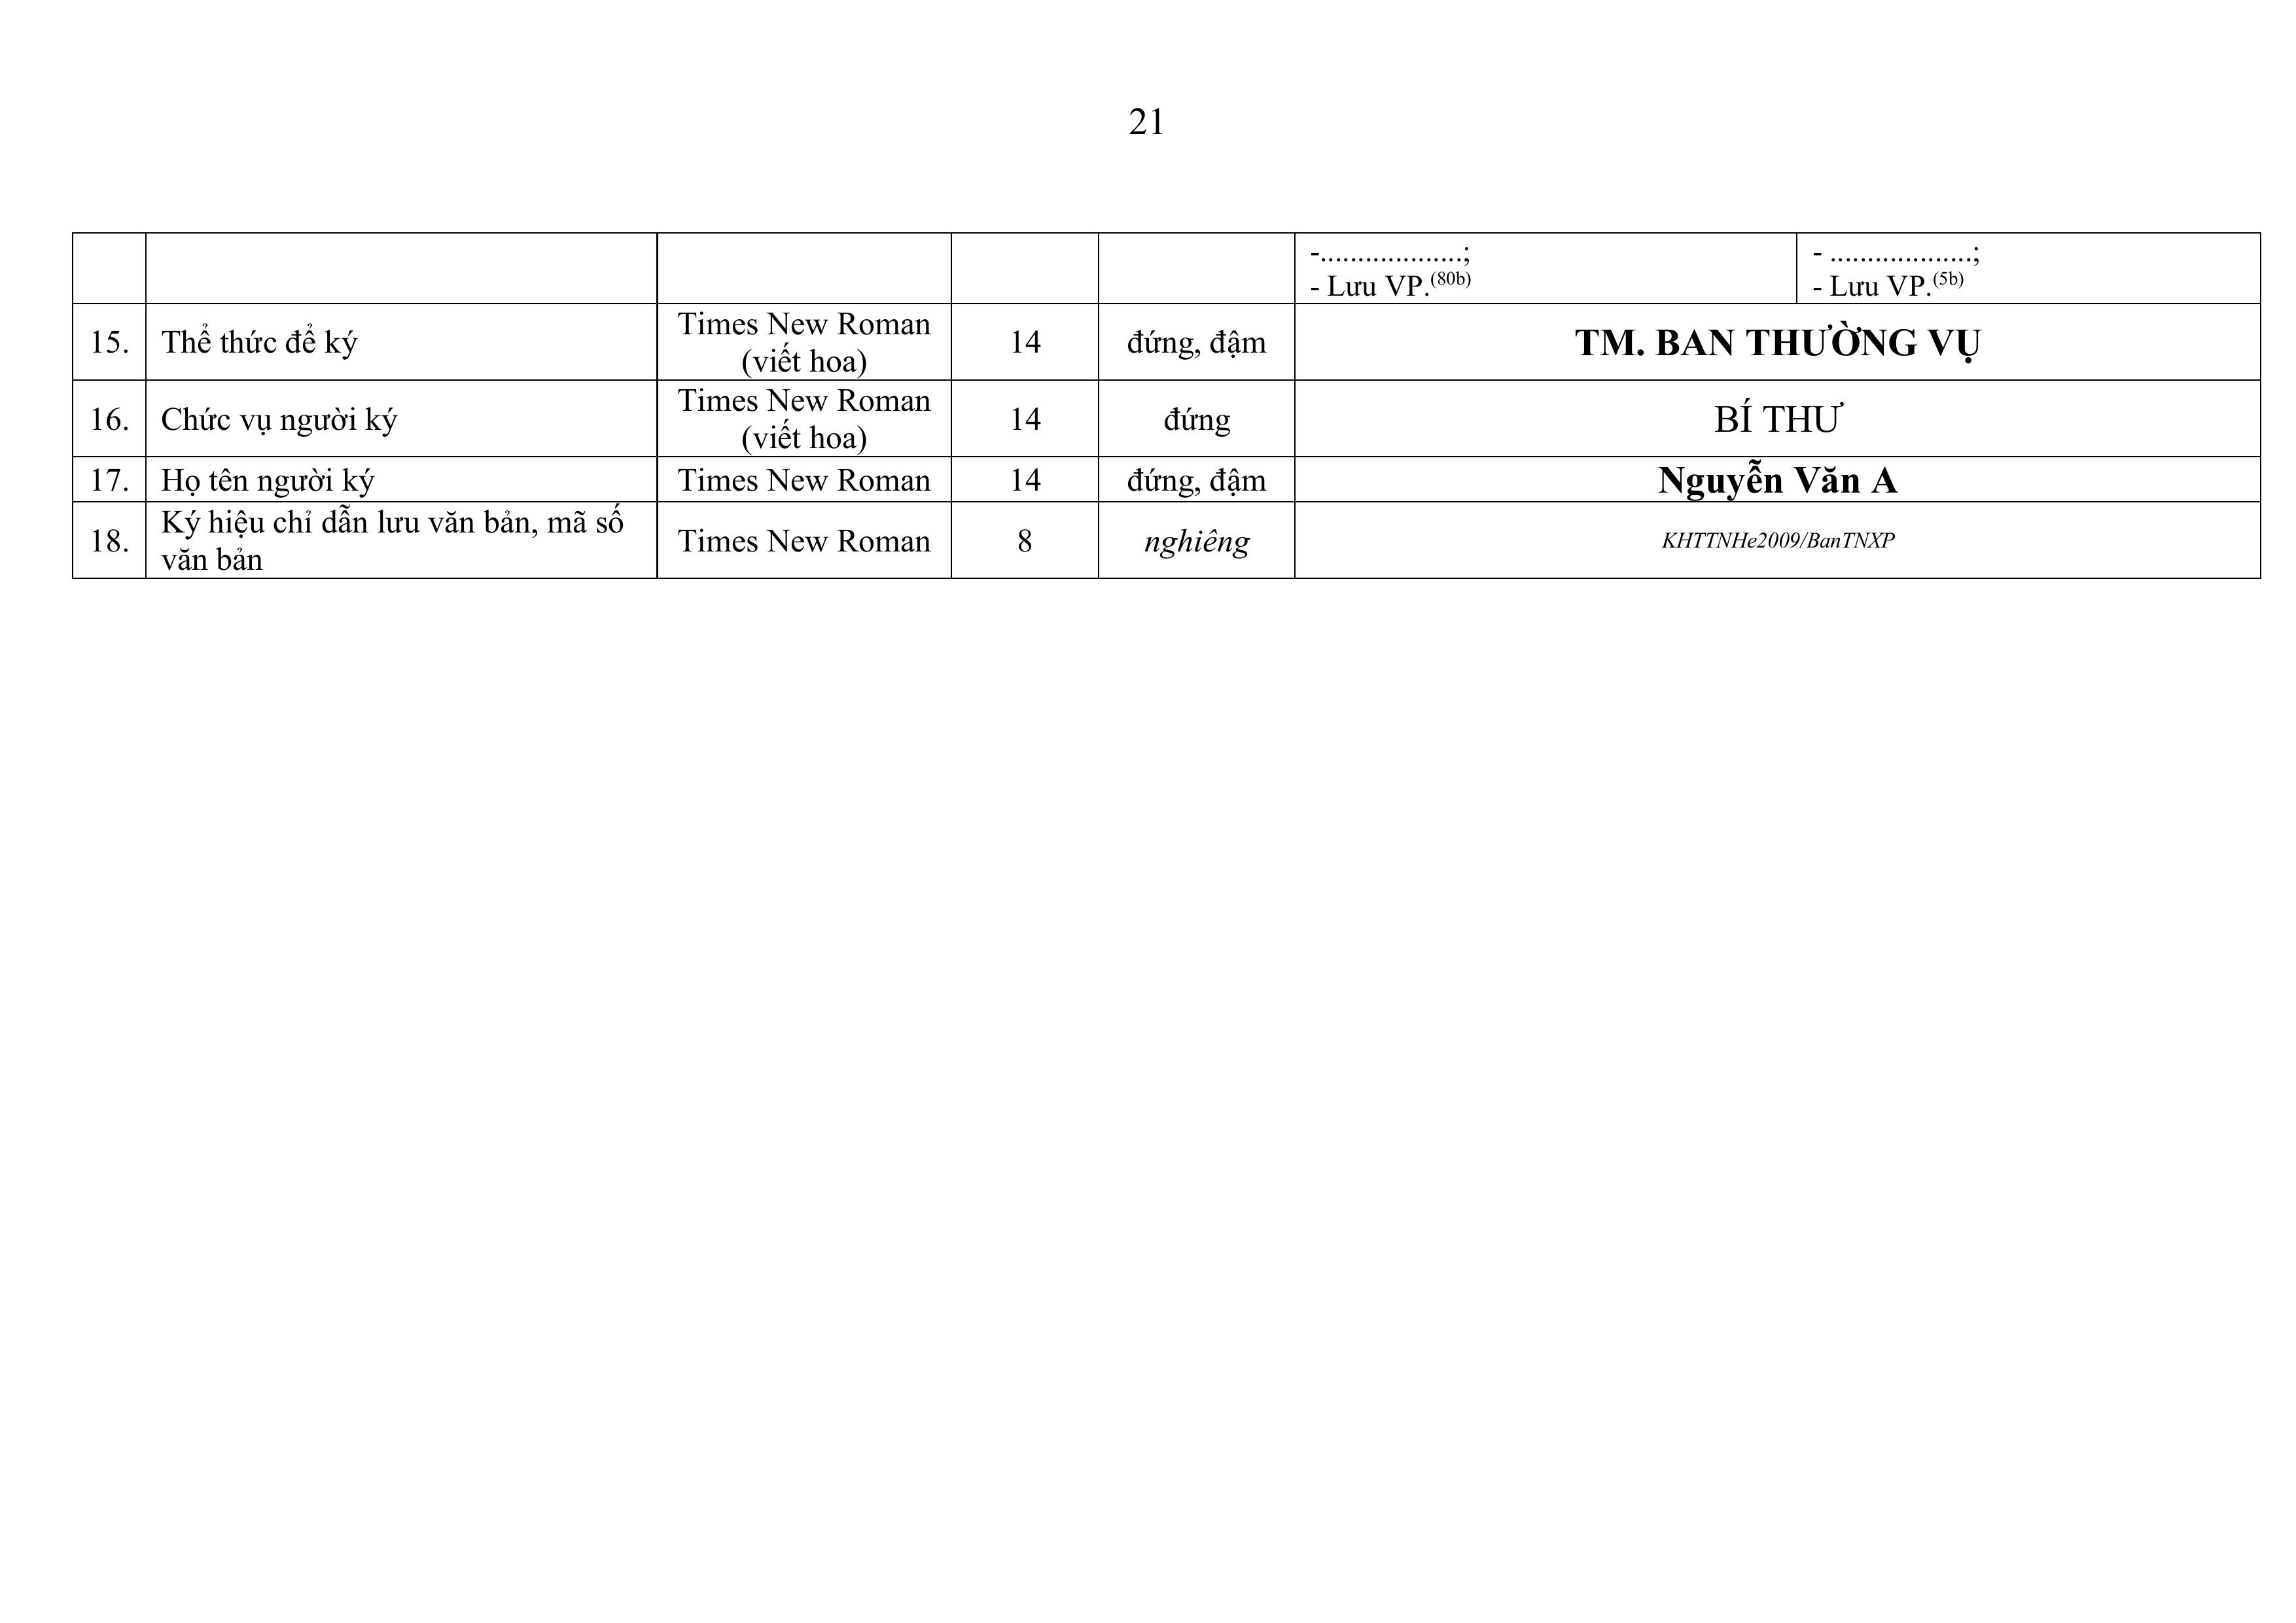 21
-...................;
- Lưu VP.(80b)
- ...................;
- Lưu VP.(5b)
15. Thể thức để ký Times New Roman (viết hoa) 14 đứng, đậm TM. BAN THƯỜNG VỤ
16. Chức vụ người ký Times New Roman (viết hoa) 14 đứng BÍ THƯ
17. Họ tên người ký Times New Roman 14 đứng, đậm Nguyễn Văn A
18. Ký hiệu chỉ dẫn lưu văn bản, mã số văn bản Times New Roman 8 nghiêng KHTTNHe2009/BanTNXP